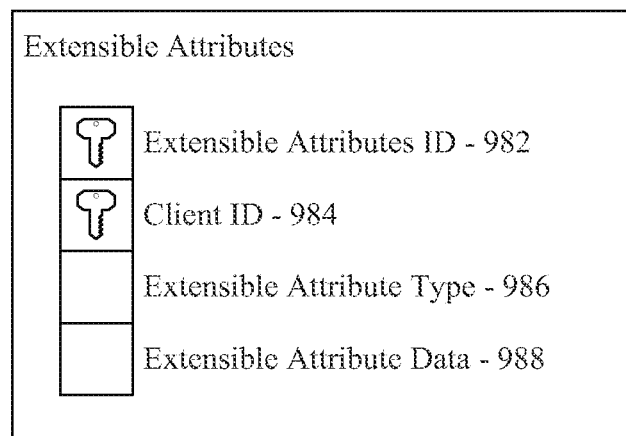 Extensible Attributes
Extensible Attributes ID - 982
Client ID - 984
Extensible Attribute Type - 986
Extensible Attribute Data - 988